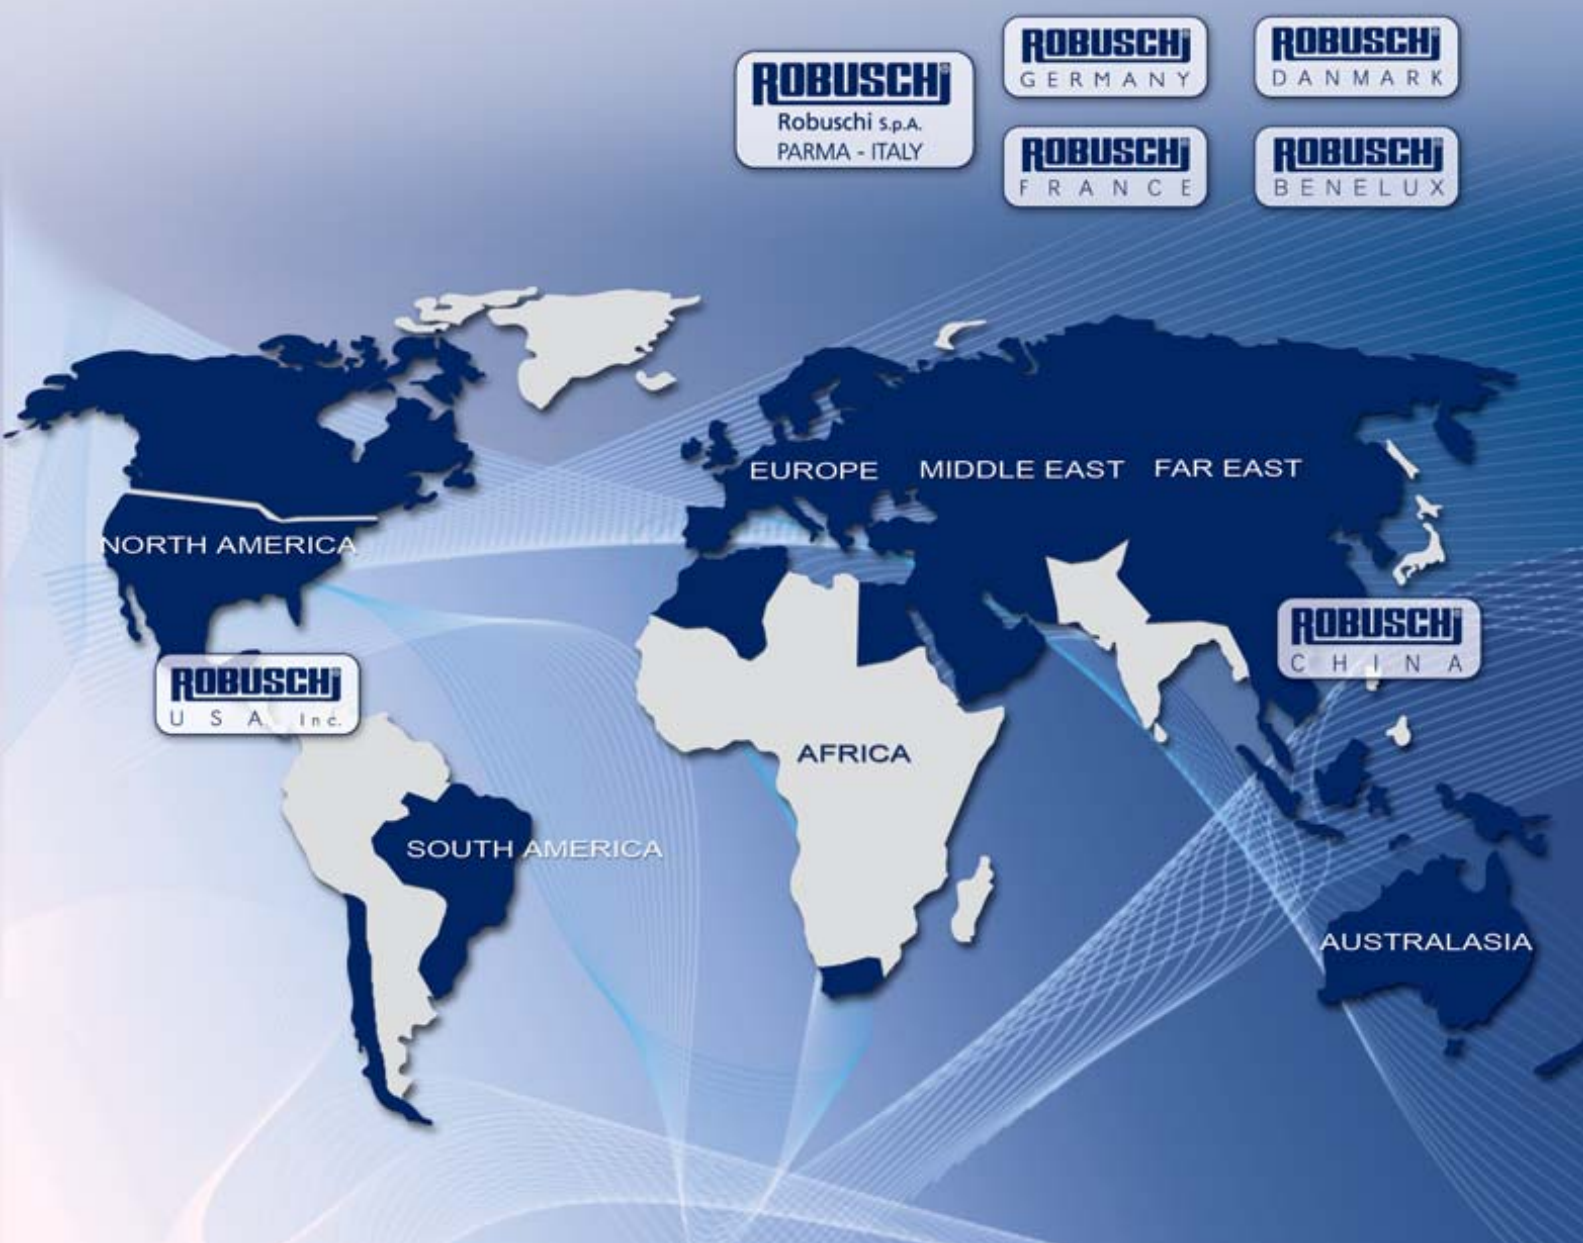 ROBUSCHi
Robuschi S.p.A.
PARMA - ITALY
ROBUSCHi
GERMANY
ROBUSCHi
DANMARK
ROBUSCHi
FRANCE
ROBUSCHi
BENELUX
EUROPE MIDDLE EAST FAR EAST
NORTH AMERICA
ROBUSCHi
CHINA
ROBUSCHi
USA Inc.
AFRICA
SOUTH AMERICA
AUSTRALASIA